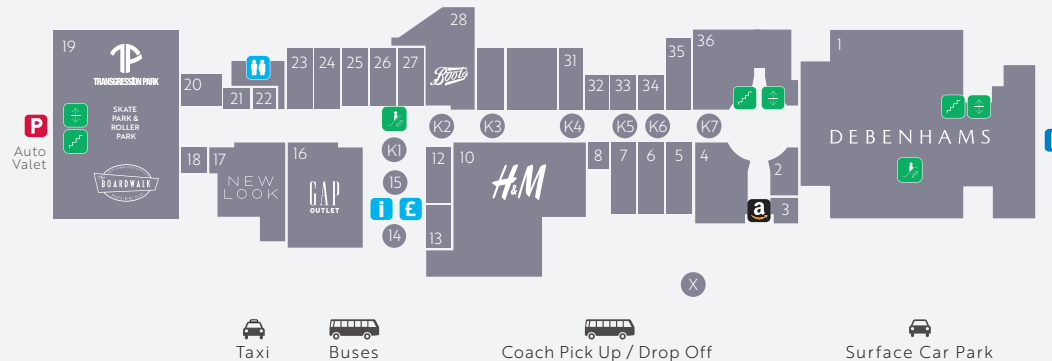 28
19
TRANSGRESSION PARK
SKATE
PARK &
ROLLER
PARK
THE
BOARDWALK
P
Auto
Valet
20
21
22
23
24
25
26
27
Boots
31
32
33
34
35
36
1
DEBENHAMS
K1
K2
K3
K4
K5
K6
K7
18
17
NEW
LOOK
16
GAP
OUTLET
15
i
£
14
12
13
10
H&M
8
7
6
5
4
2
3
a
X
Taxi
Buses
Coach Pick Up / Drop Off
Surface Car Park